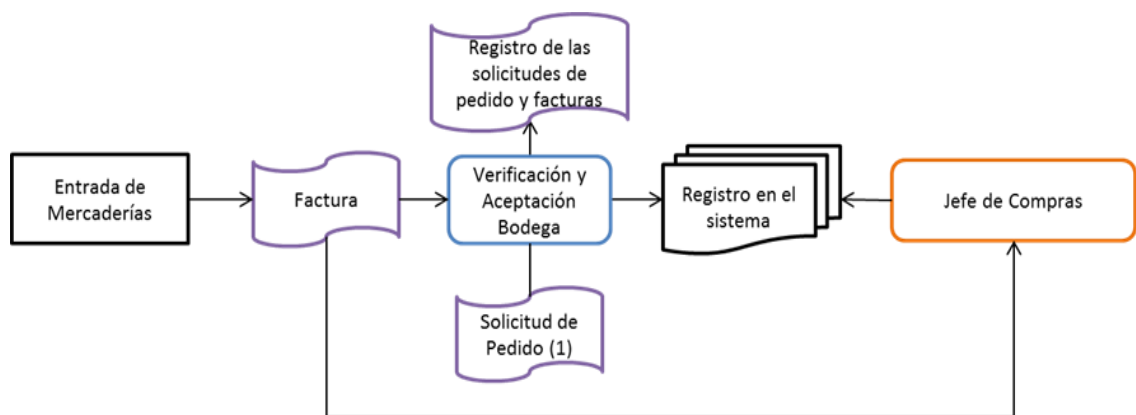 Registro de las
solicitudes de
pedido y facturas
Entrada de
Mercaderías
Factura
Verificación y
Aceptación
Bodega
Registro en el
sistema
Jefe de Compras
Solicitud de
Pedido (1)